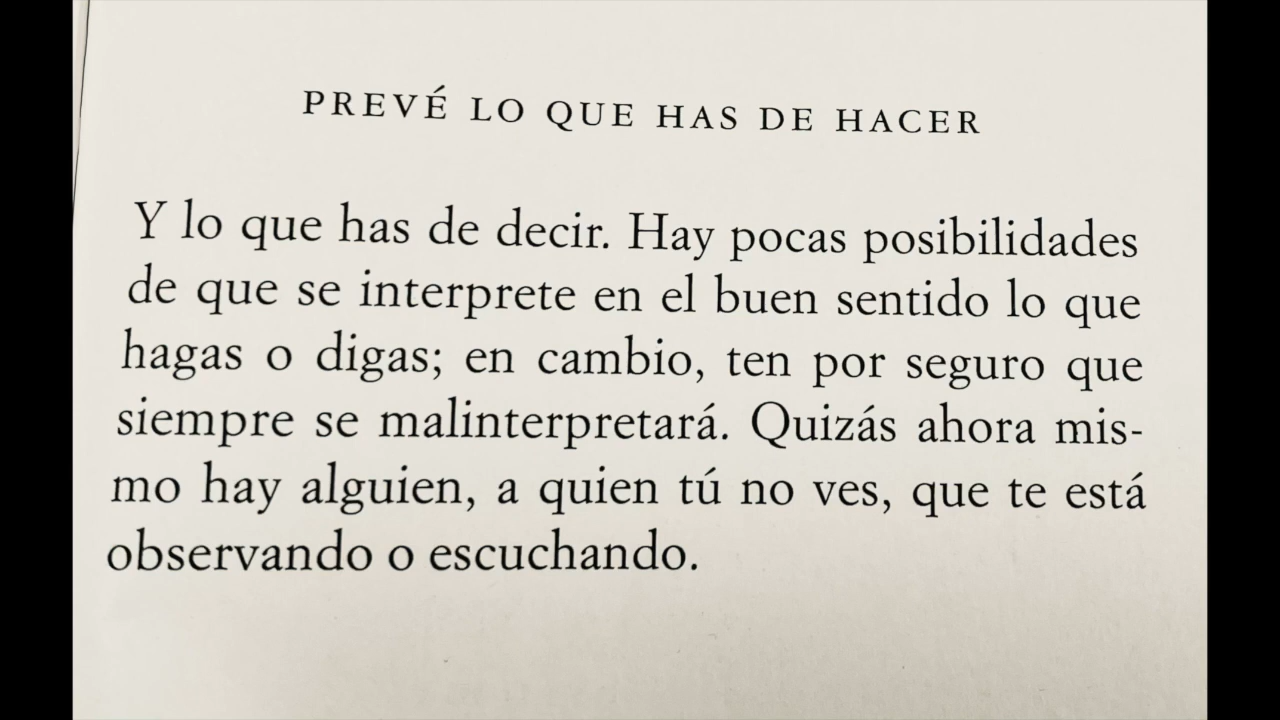 PREVÉ LO QUE HAS DE HACER
Y lo que has de decir. Hay pocas posibilidades
de que se interprete en el buen sentido lo que
hagas o digas; en cambio, ten por seguro que
siempre se malinterpretará. Quizás ahora mis-
mo hay alguien, a quien tú no ves, que te está
observando o escuchando.